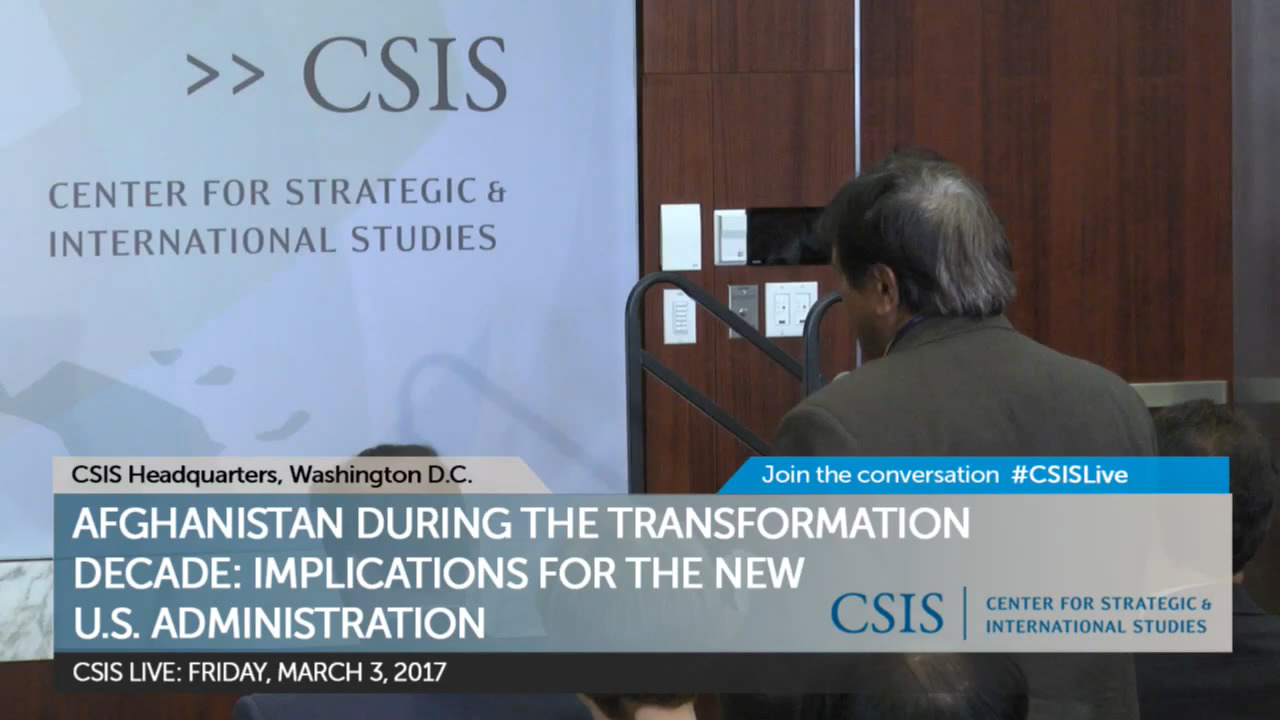 >> CSIS
CENTER FOR STRATEGIC &
INTERNATIONAL STUDIES
CSIS Headquarters, Washington D.C.
Join the conversation #CSISLive
AFGHANISTAN DURING THE TRANSFORMATION
DECADE: IMPLICATIONS FOR THE NEW
U.S. ADMINISTRATION
CSIS
CENTER FOR STRATEGIC &
INTERNATIONAL STUDIES
CSIS LIVE: FRIDAY, MARCH 3, 2017